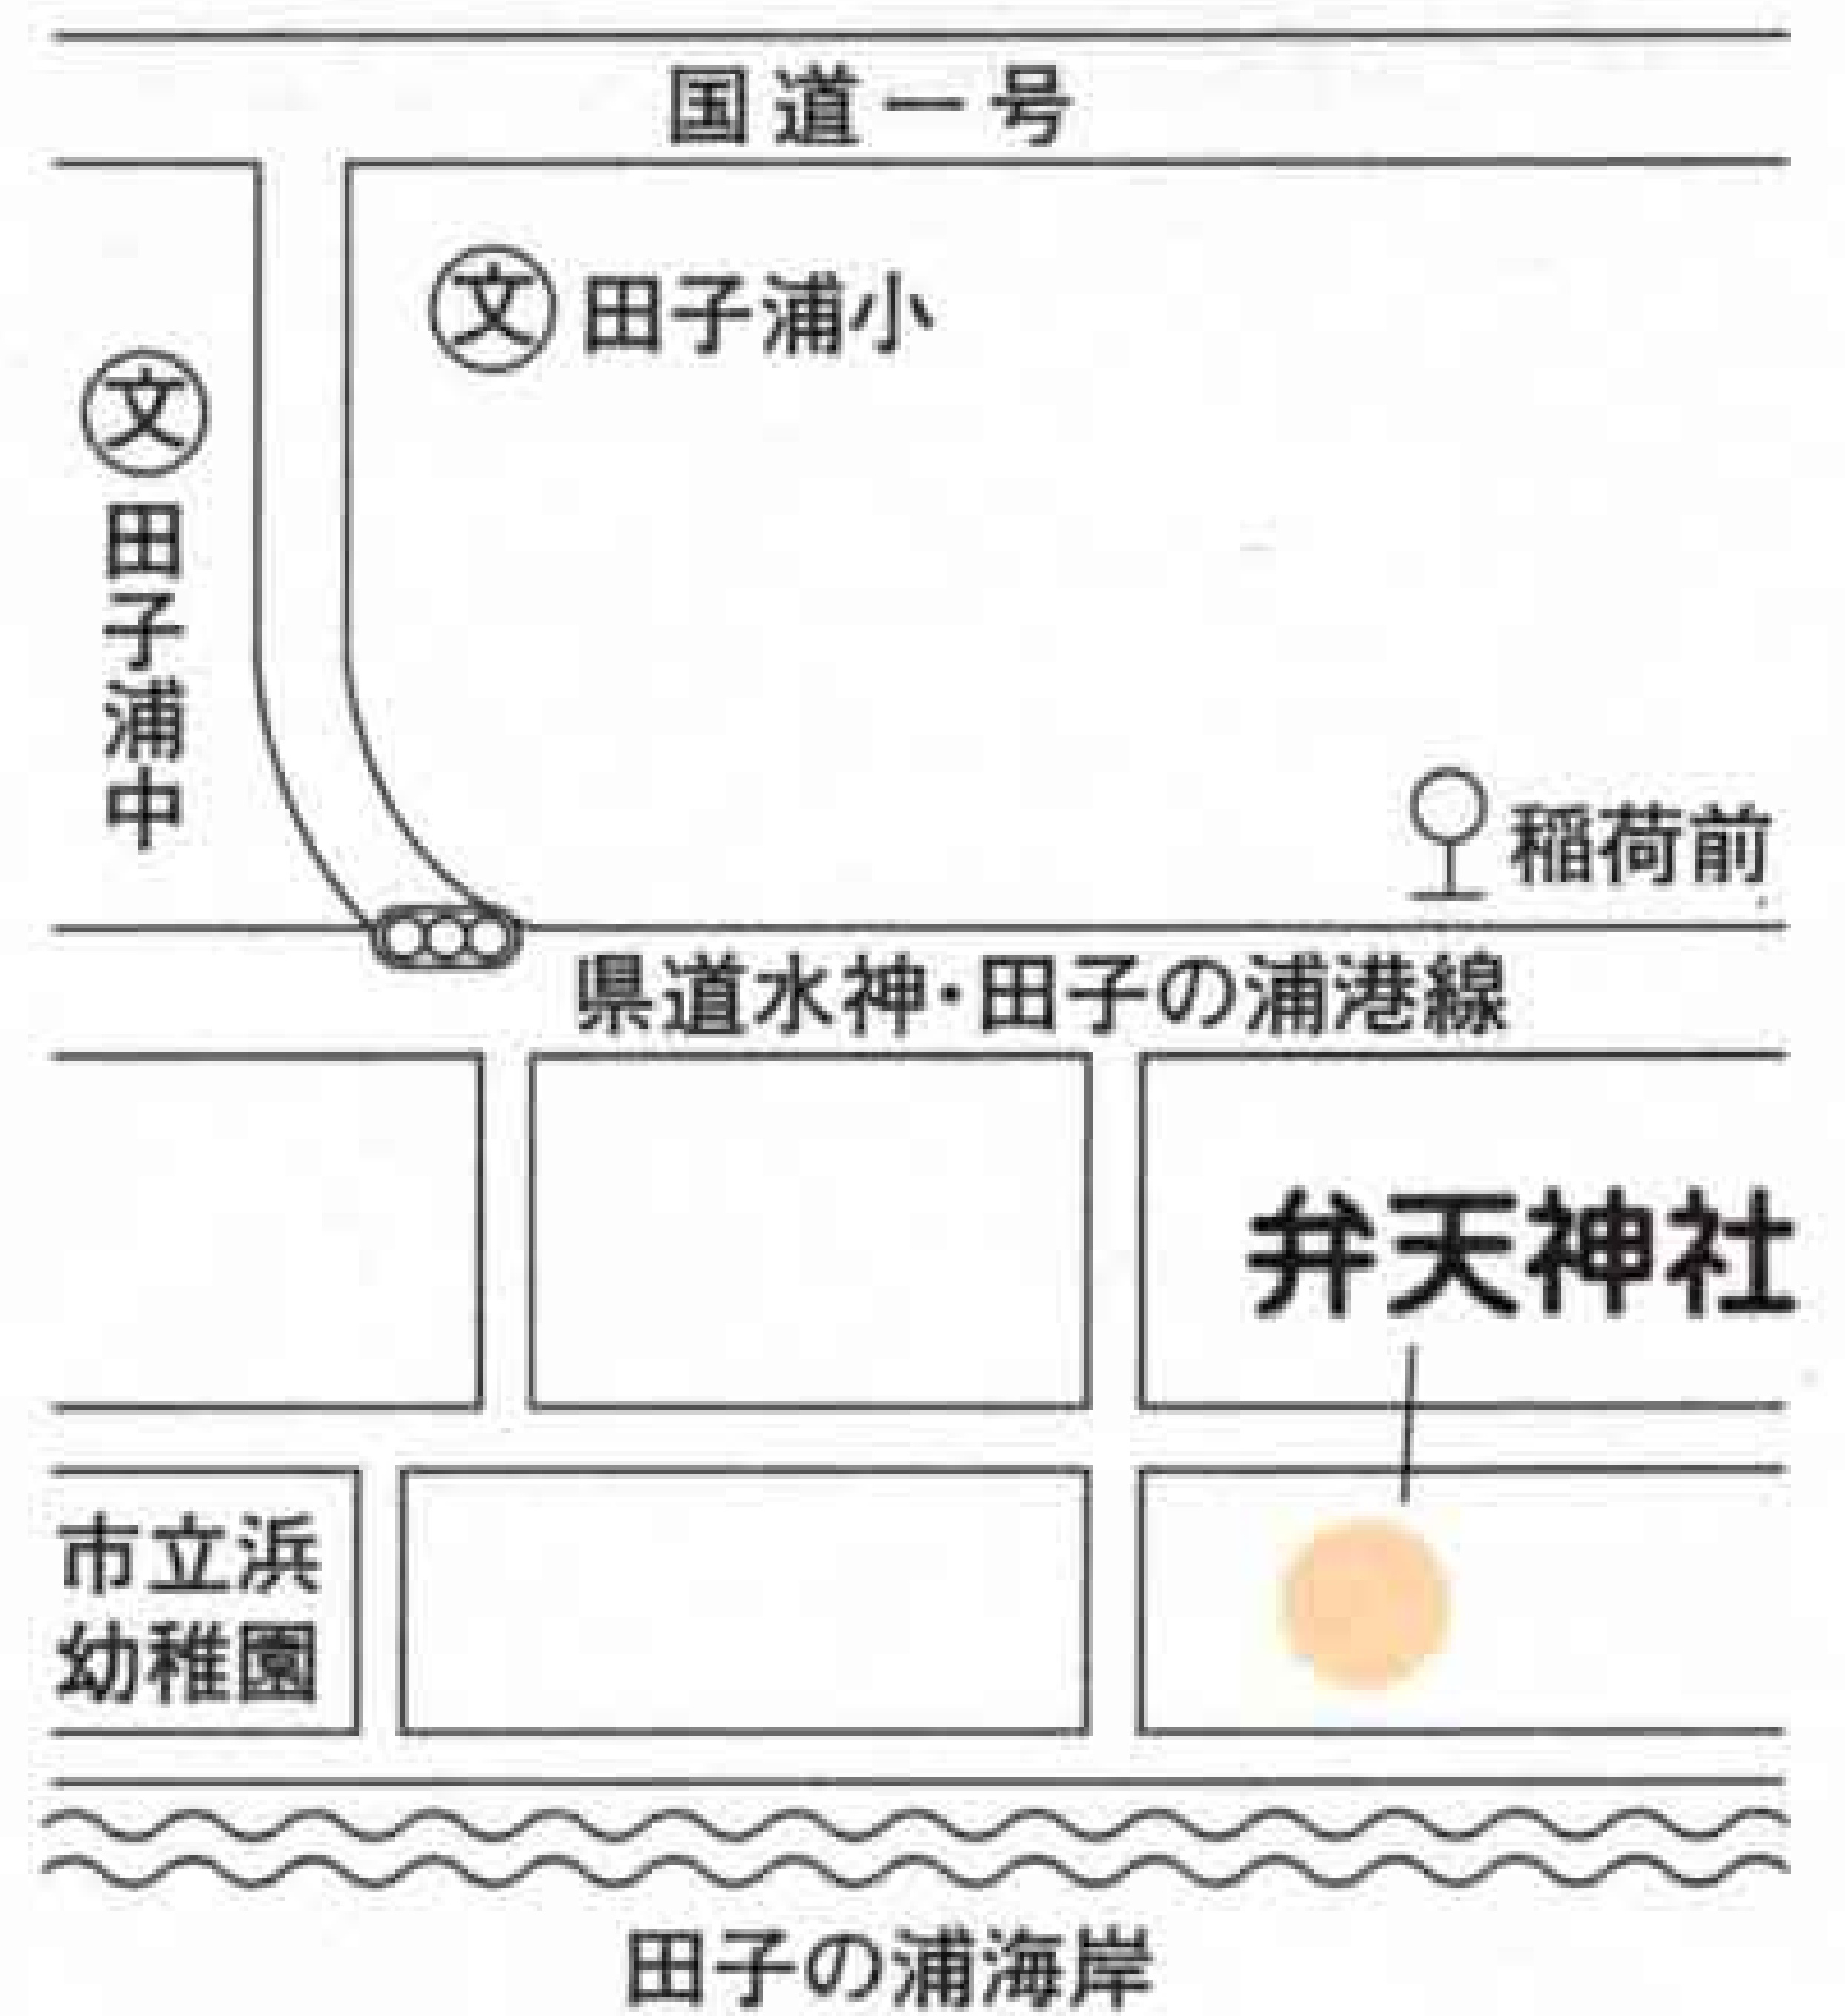 国道一号
文 田子浦小
文 田子浦中
稲荷前
県道水神・田子の浦港線
弁天神社
市立浜
幼稚園
田子の浦海岸